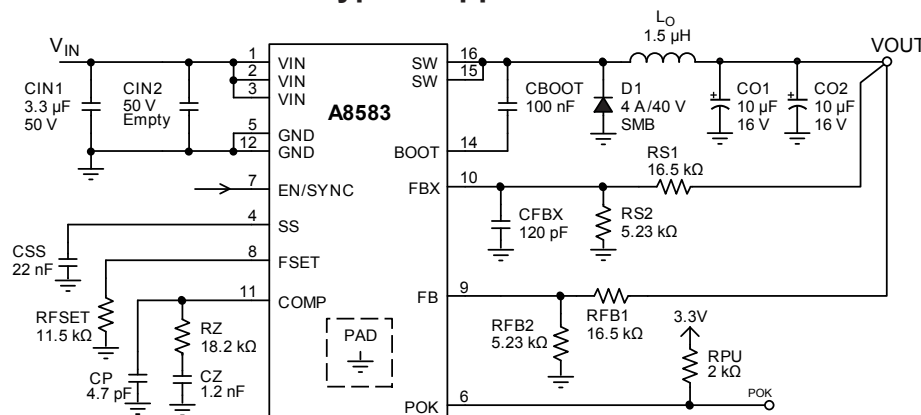 VIN
CIN1
3.3 µF
50 V
CIN2
50 V
Empty
1
VIN
2
VIN
3
VIN
5
GND
12
GND
7
EN/SYNC
4
SS
8
FSET
11
COMP
CSS
22 nF
RFSET
11.5 kΩ
CP
4.7 pF
RZ
18.2 kΩ
CZ
1.2 nF
A8583
PAD
SW
16
SW
15
BOOT
14
FBX
10
FB
9
POK
6
CBOOT
100 nF
D1
4 A/40 V
SMB
LO
1.5 µH
CO1
10 µF
16 V
CO2
10 µF
16 V
VOUT
RS1
16.5 kΩ
CFBX
120 pF
RS2
5.23 kΩ
RFB1
16.5 kΩ
RFB2
5.23 kΩ
3.3V
RPU
2 kΩ
POK